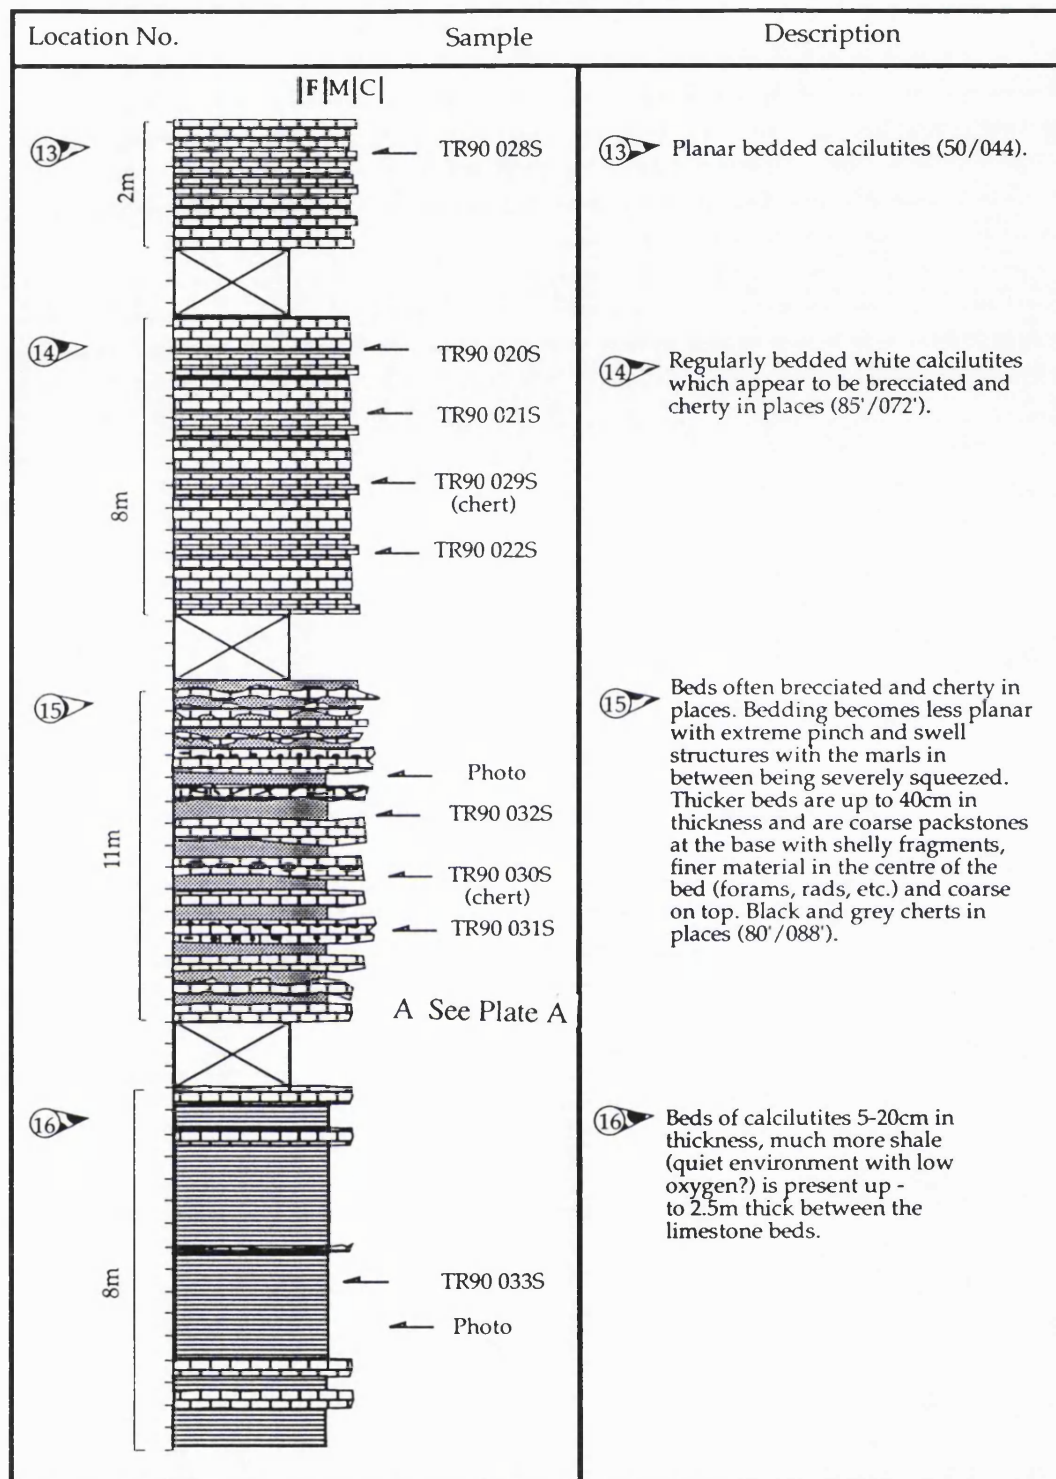 Location No. Sample Description
F M C
13 TR90 028S
2m
14 TR90 020S
TR90 021S
TR90 029S
(chert)
TR90 022S
8m
15 Photo
TR90 032S
TR90 030S
(chert)
TR90 031S
11m
A See Plate A
16 TR90 033S
Photo
8m
13 Planar bedded calcilutites (50/044).
14 Regularly bedded white calcilutites
which appear to be brecciated and
cherty in places (85'/072').
15 Beds often brecciated and cherty in
places. Bedding becomes less planar
with extreme pinch and swell
structures with the marls in
between being severely squeezed.
Thicker beds are up to 40cm in
thickness and are coarse packstones
at the base with shelly fragments,
finer material in the centre of the
bed (forams, rads, etc.) and coarse
on top. Black and grey cherts in
places (80'/088').
16 Beds of calcilutites 5-20cm in
thickness, much more shale
(quiet environment with low
oxygen?) is present up -
to 2.5m thick between the
limestone beds.